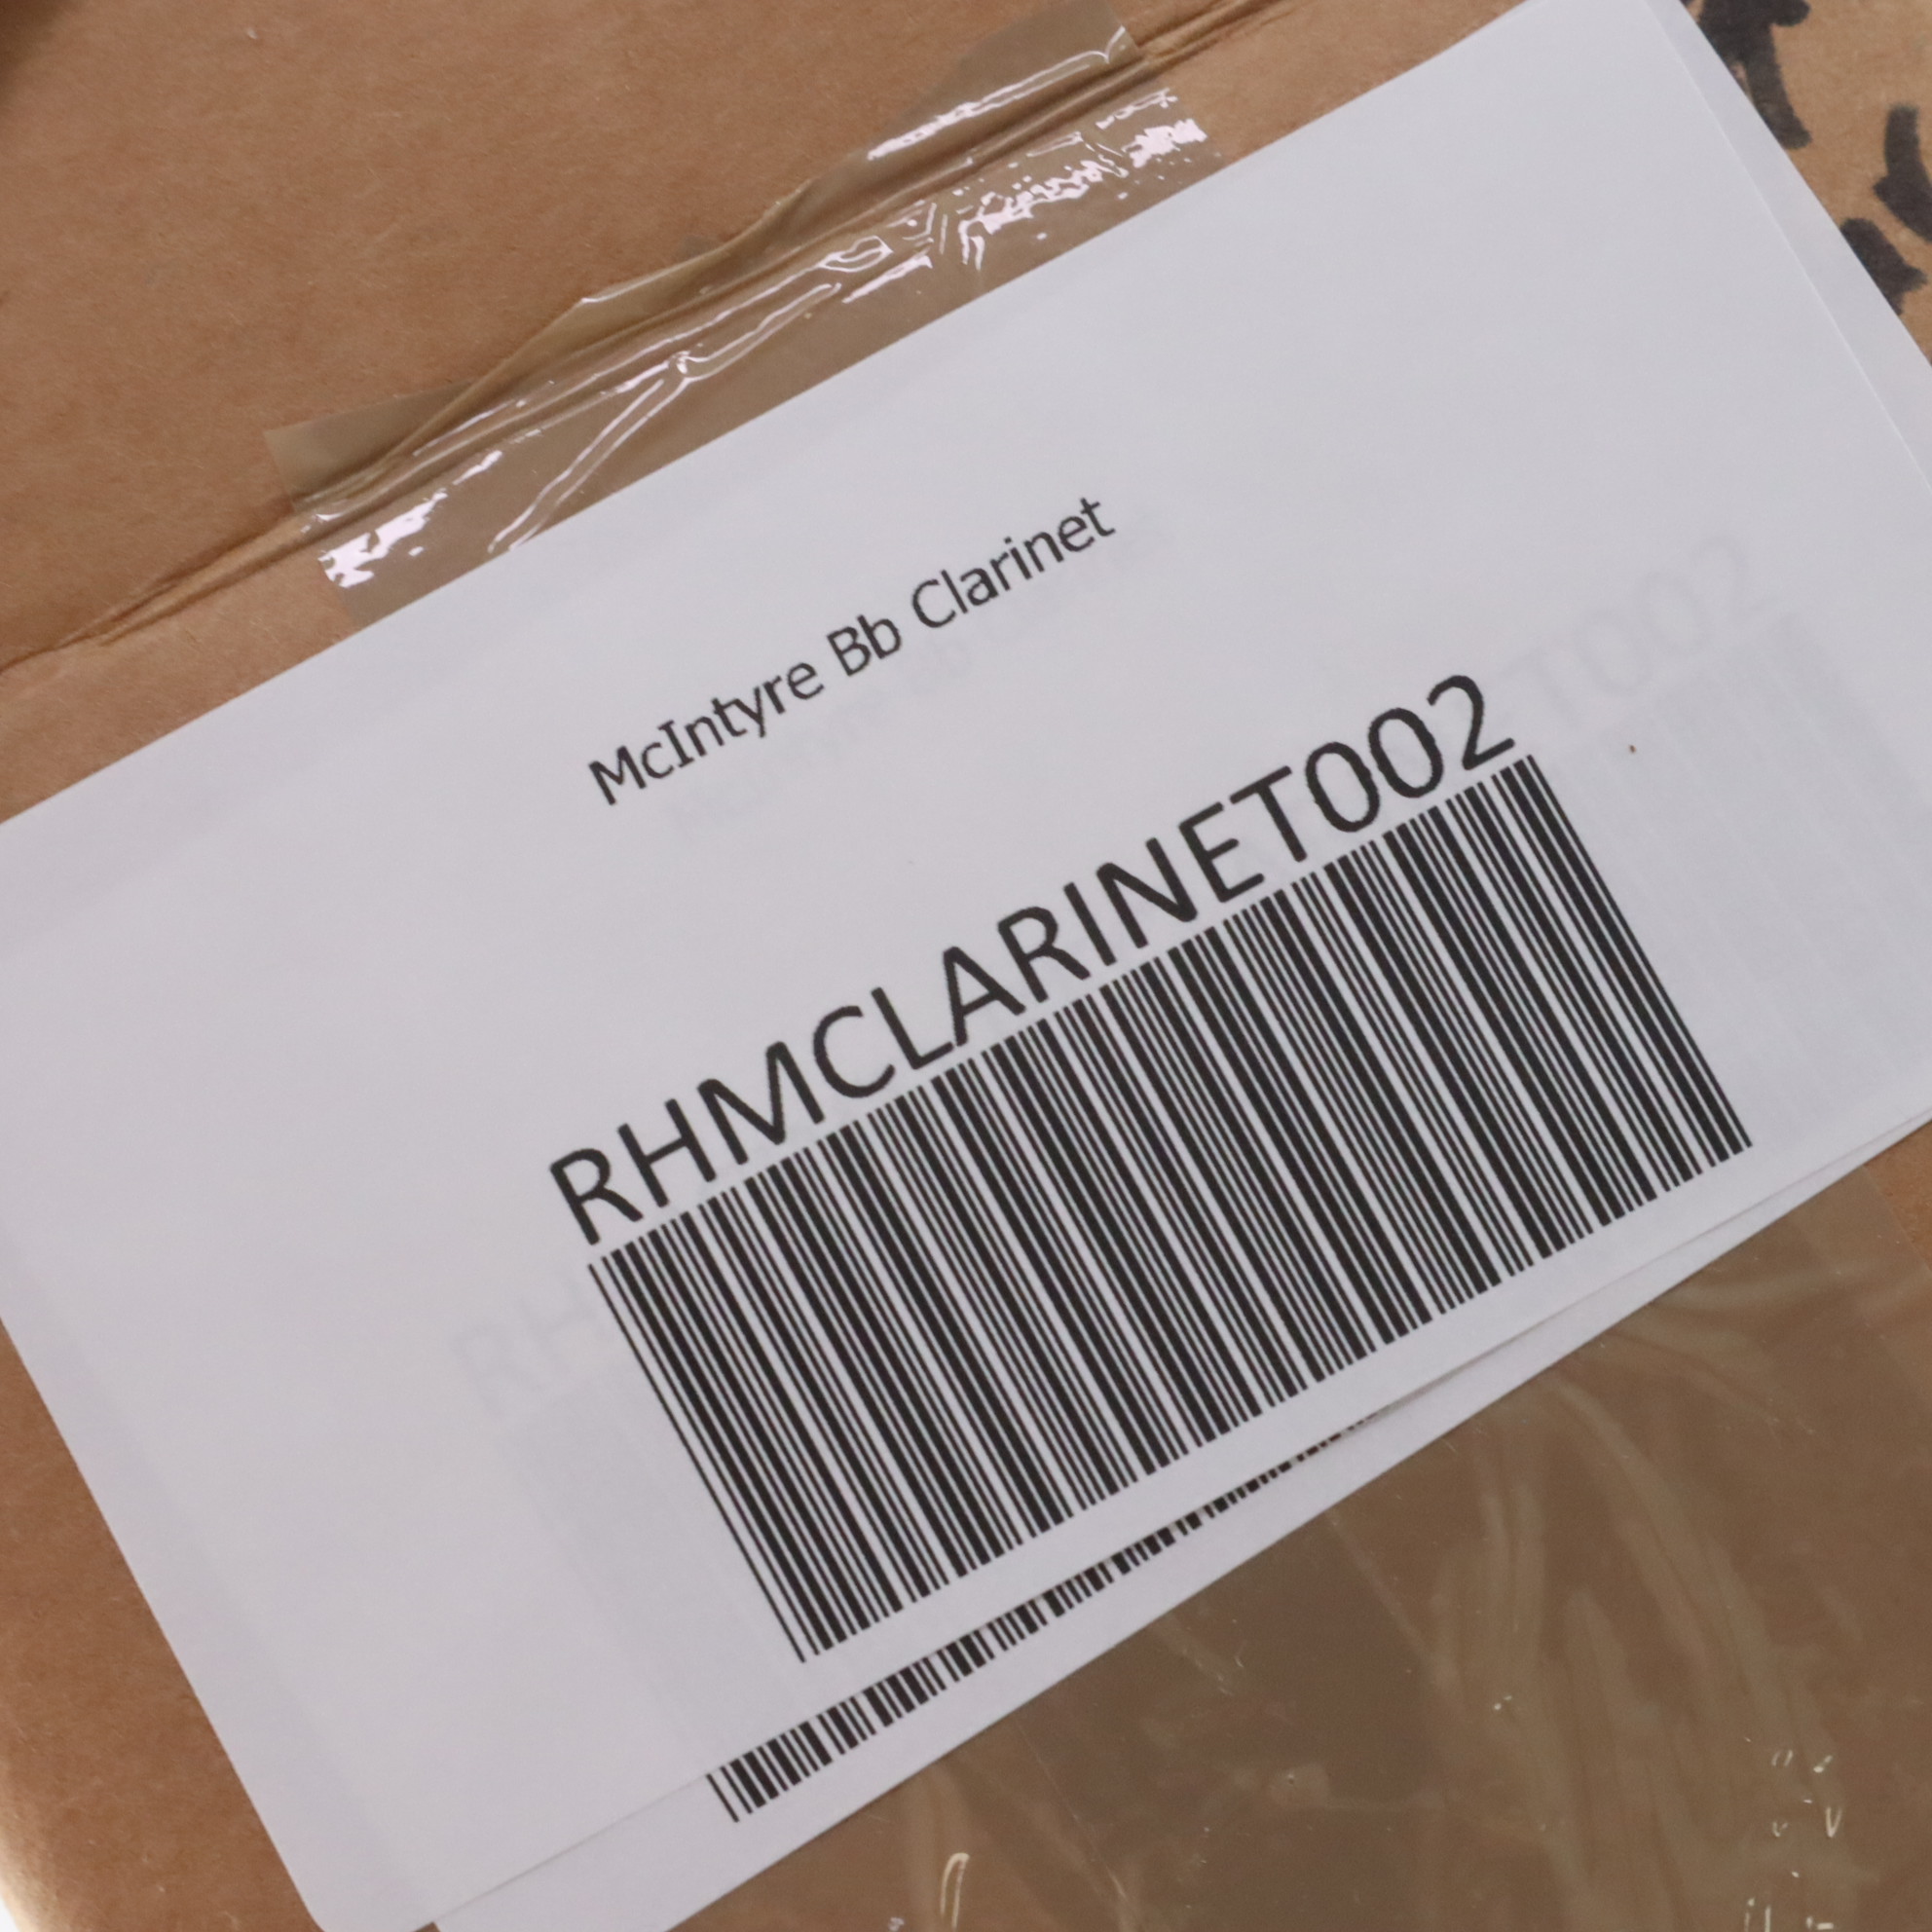 McIntyre Bb Clarinet
RHMCLARINET002